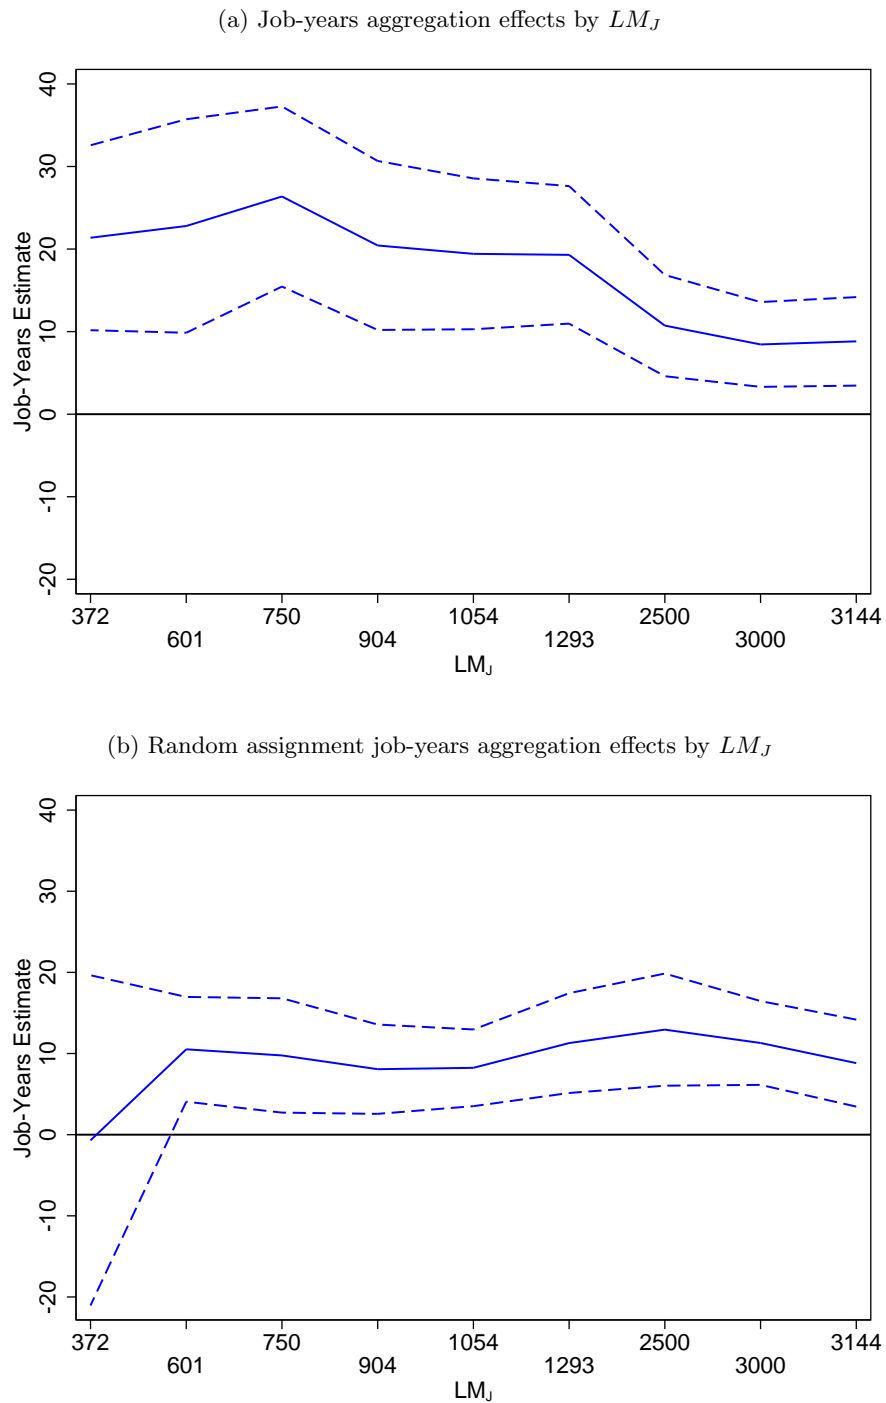 (a) Job-years aggregation effects by LM_J
40
30
20
10
0
-10
-20
Job-Years Estimate
372 750 1054 2500 3144
601 904 1293 3000
LM_J
(b) Random assignment job-years aggregation effects by LM_J
40
30
20
10
0
-10
-20
Job-Years Estimate
372 750 1054 2500 3144
601 904 1293 3000
LM_J